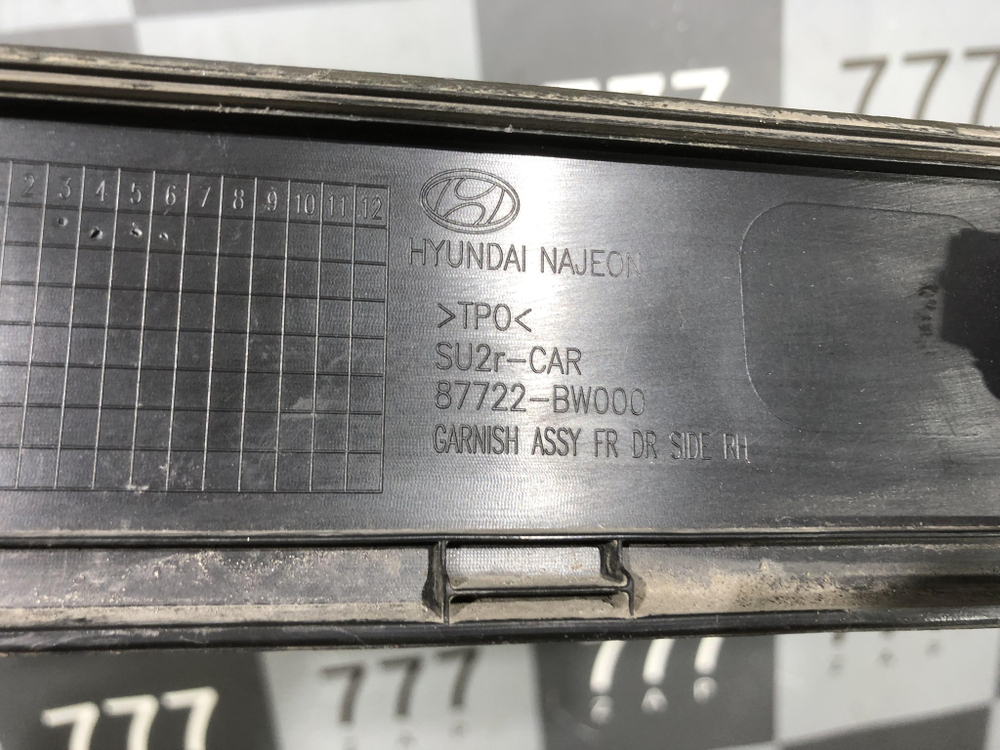 777
777
2 3 4 5 6 7 8 9 10 11 12
HYUNDAI NAJEON
>TPO<
SU2r-CAR
87722-BW000
GARNISH ASSY FR DR SIDE RH
777
777
777